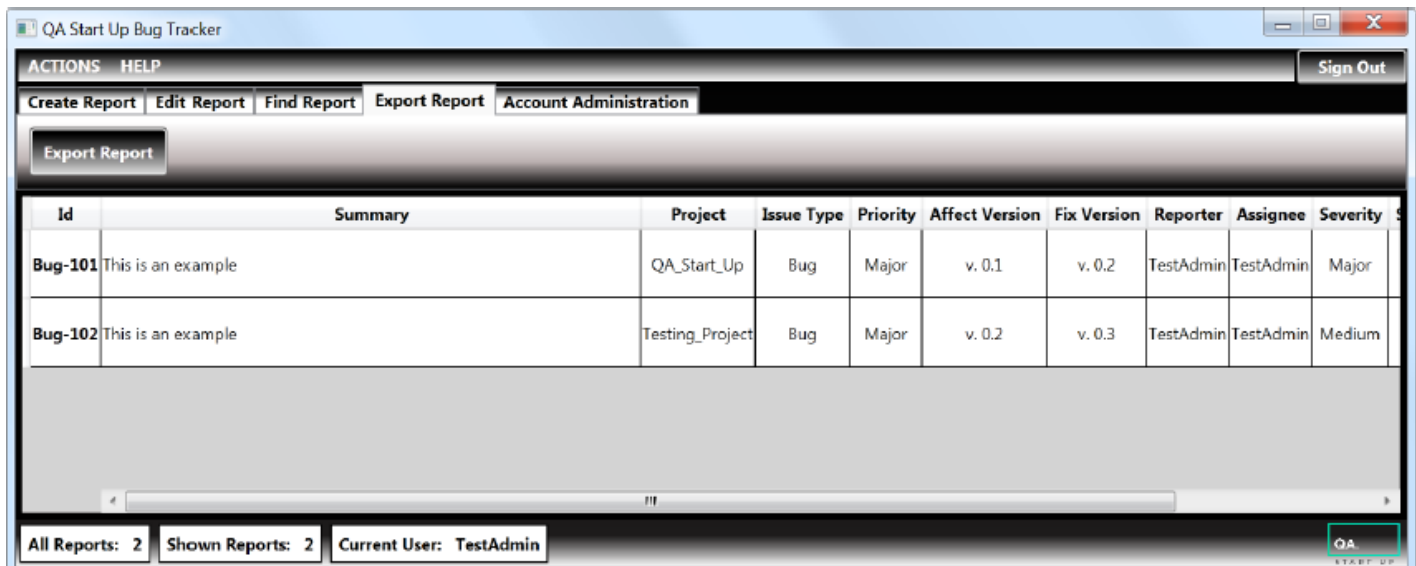 QA Start Up Bug Tracker
ACTIONS HELP Sign Out
Create Report Edit Report Find Report Export Report Account Administration
Export Report
Id Summary Project Issue Type Priority Affect Version Fix Version Reporter Assignee Severity
Bug-101 This is an example QA_Start_Up Bug Major v. 0.1 v. 0.2 TestAdmin TestAdmin Major
Bug-102 This is an example Testing_Project Bug Major v. 0.2 v. 0.3 TestAdmin TestAdmin Medium
All Reports: 2 Shown Reports: 2 Current User: TestAdmin QA
START UP